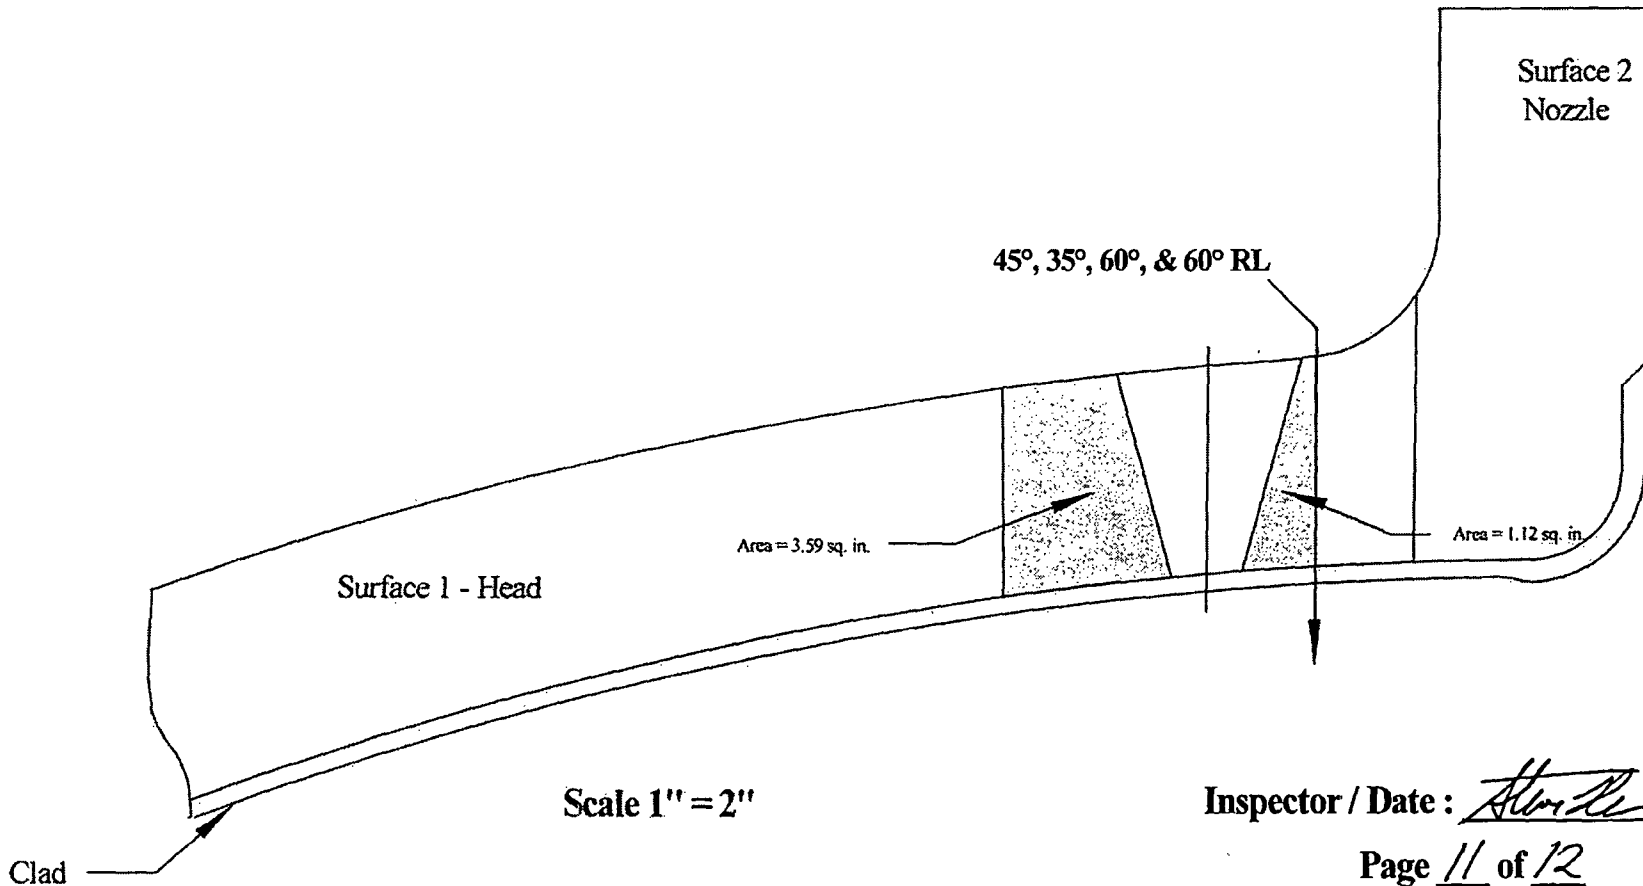 Surface 2
Nozzle
45°, 35°, 60°, & 60° RL
Area = 3.59 sq. in.
Area = 1.12 sq. in.
Surface 1 - Head
Scale 1" = 2"
Inspector / Date :
Clad
Page 11 of 12